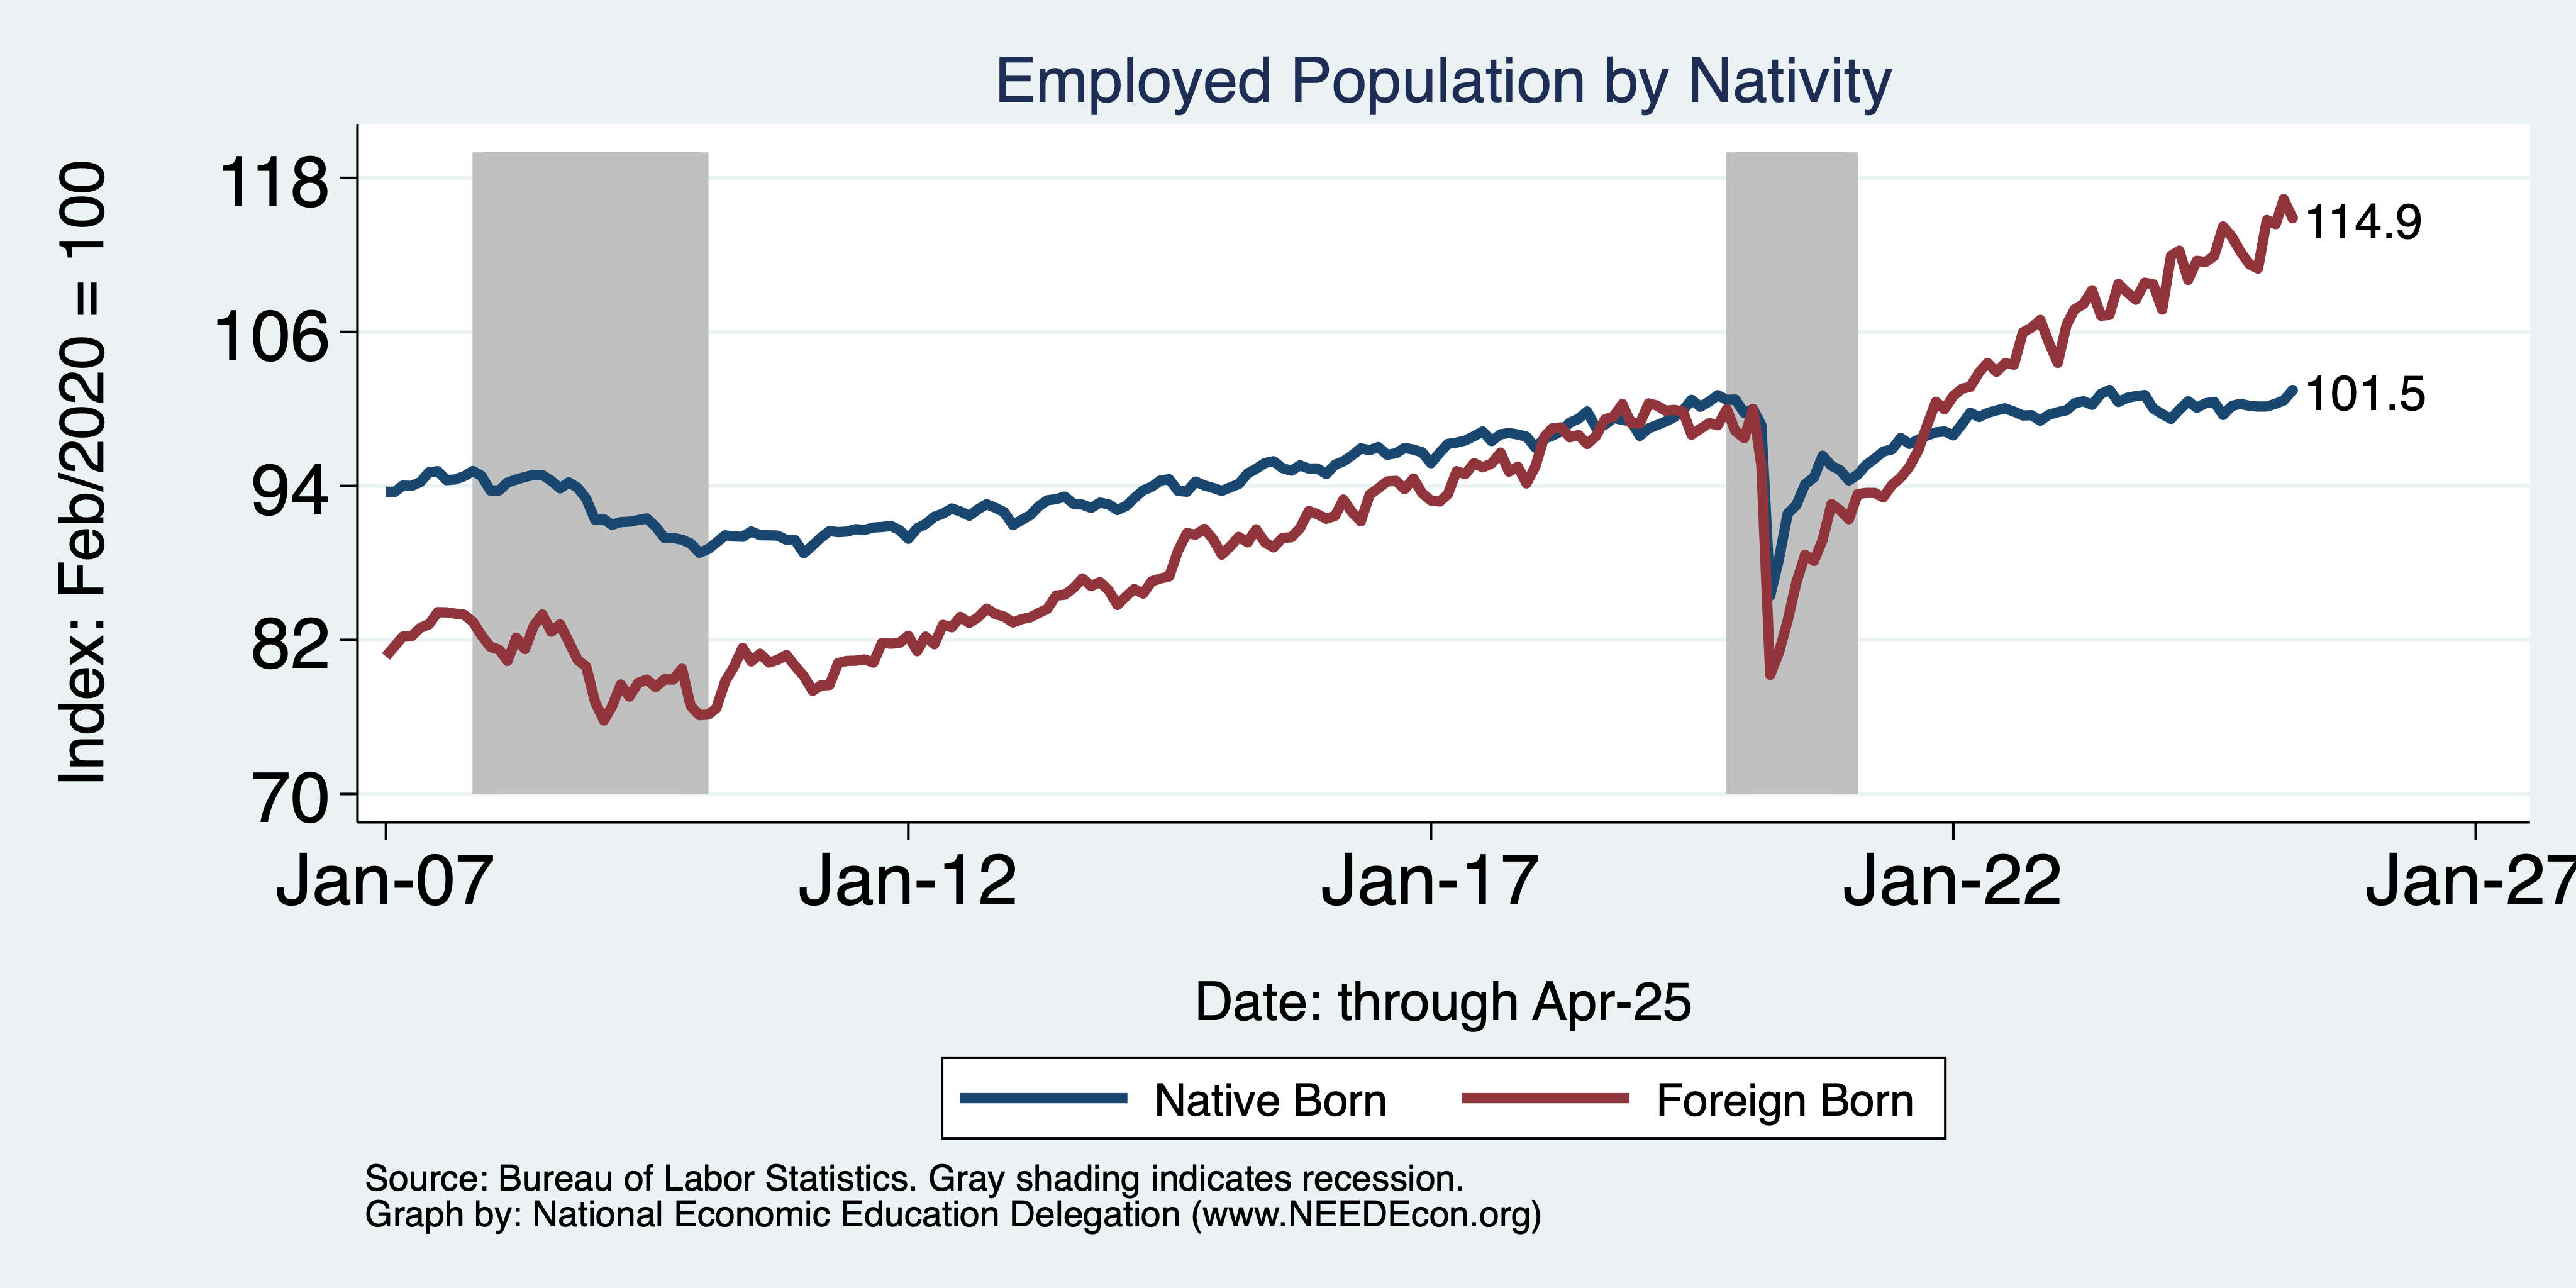 Employed Population by Nativity
Index: Feb/2020 = 100
118
106
94
82
70
114.9
101.5
Jan-07
Jan-12
Jan-17
Jan-22
Jan-27
Date: through Apr-25
Native Born
Foreign Born
Source: Bureau of Labor Statistics. Gray shading indicates recession.
Graph by: National Economic Education Delegation (www.NEEDEcon.org)